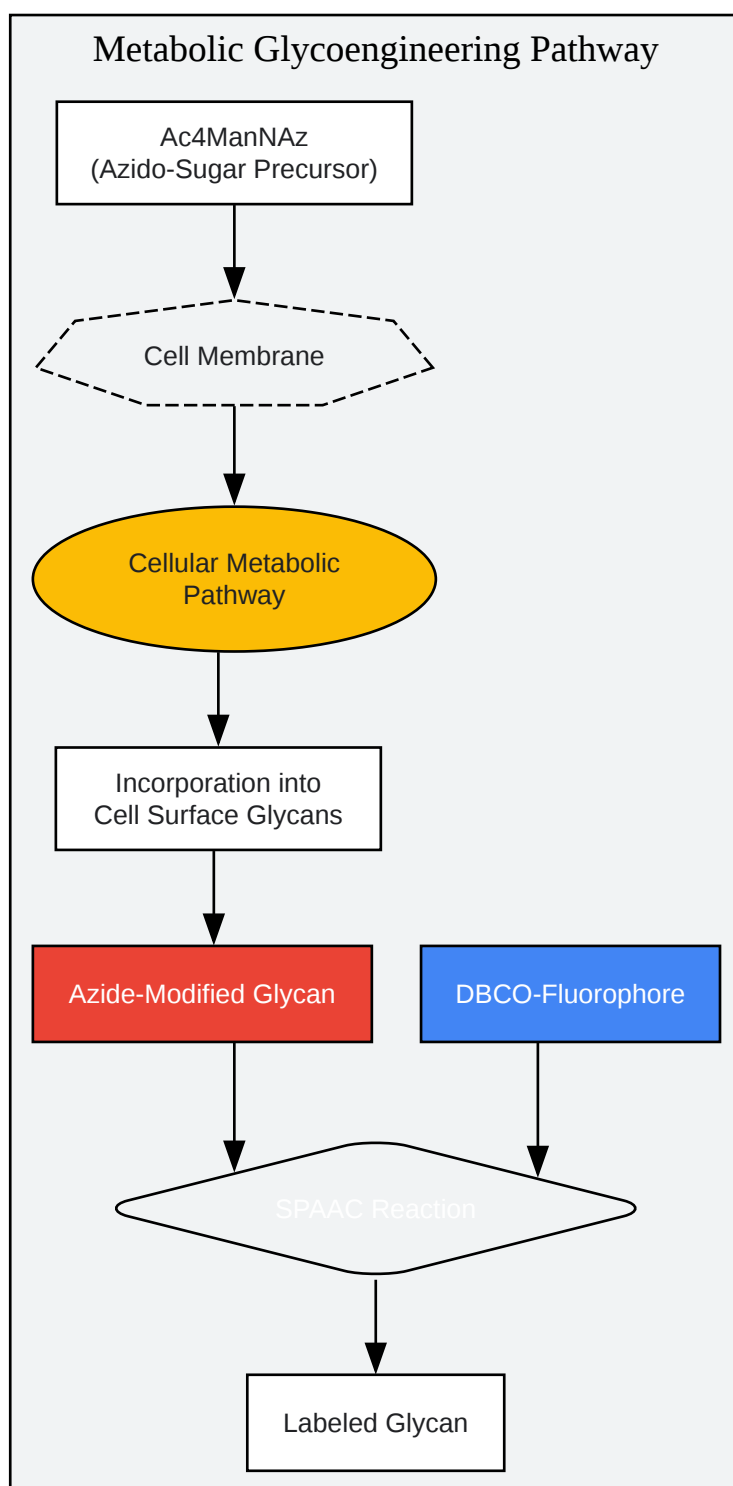 Metabolic Glycoengineering Pathway
Ac4ManNAz
(Azido-Sugar Precursor)
Cell Membrane
Cellular Metabolic
Pathway
Incorporation into
Cell Surface Glycans
Azide-Modified Glycan
DBCO-Fluorophore
SPAAC Reaction
Labeled Glycan